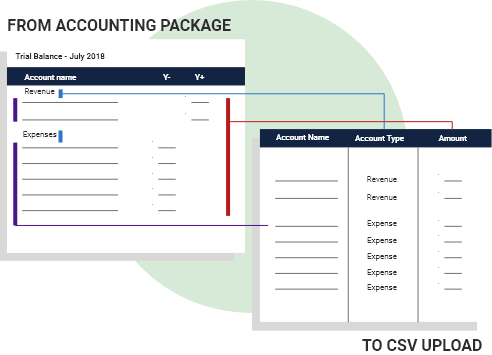 FROM ACCOUNTING PACKAGE
Trial Balance - July 2018
Account name Y- Y+
Revenue
Expenses
Account Name Account Type Amount
Revenue
Revenue
Expense
Expense
Expense
Expense
Expense
TO CSV UPLOAD